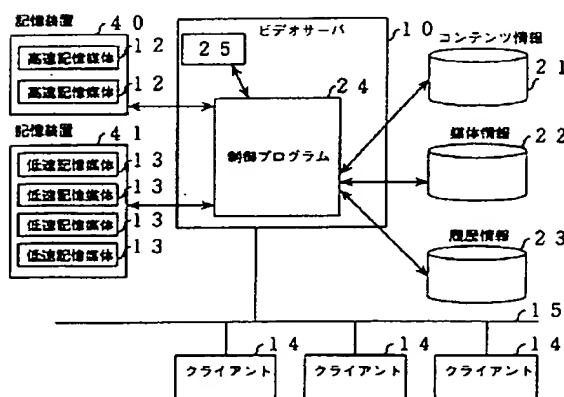 記憶装置 40
高速記憶媒体 12
高速記憶媒体 12
記憶装置 41
低速記憶媒体 13
低速記憶媒体 13
低速記憶媒体 13
低速記憶媒体 13
ビデオサーバ 10
25
24
制御プログラム
コンテンツ情報
21
媒体情報
22
履歴情報
23
15
14
クライアント
14
クライアント
14
クライアント